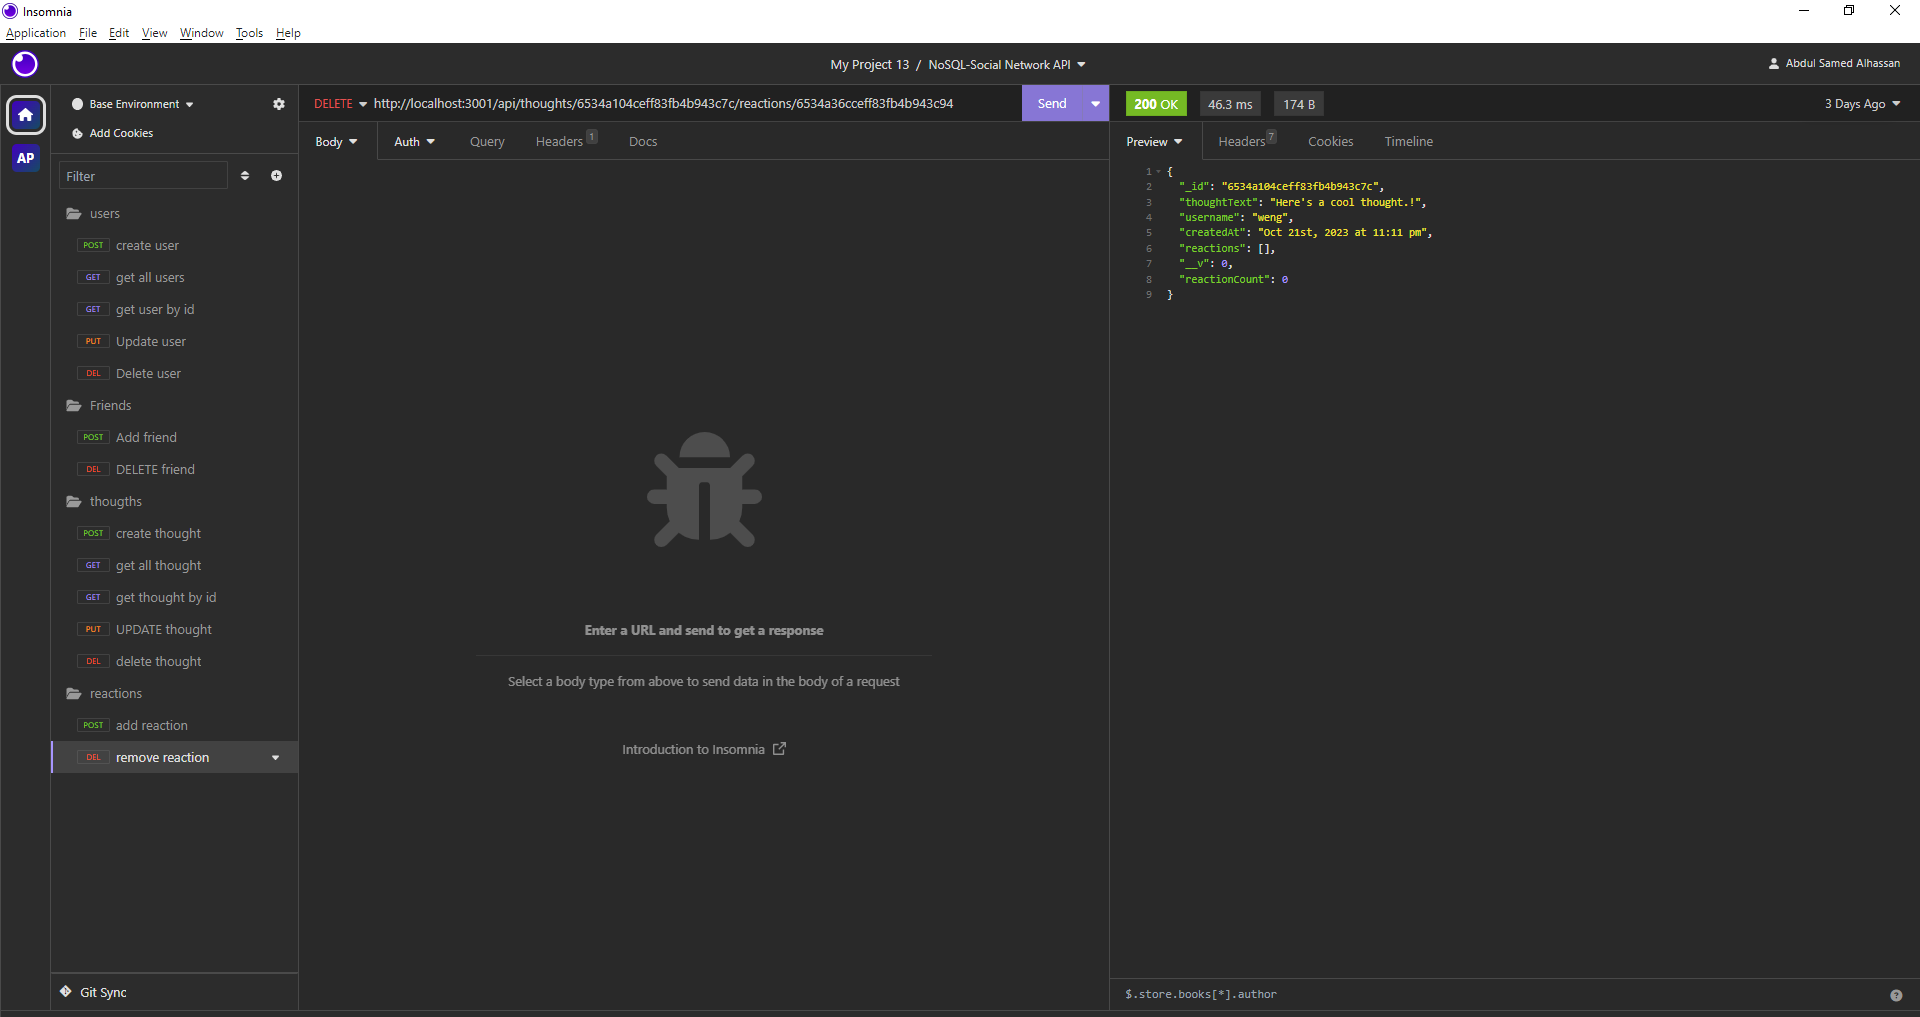 Insomnia
Application File Edit View Window Tools Help
My Project 13 / NoSQL-Social Network API
Abdul Samed Alhassan
AP
Base Environment
Add Cookies
Filter
users
POST create user
GET get all users
GET get user by id
PUT Update user
DEL Delete user
Friends
POST Add friend
DEL DELETE friend
thougths
POST create thought
GET get all thought
GET get thought by id
PUT UPDATE thought
DEL delete thought
reactions
POST add reaction
DEL remove reaction
Git Sync
DELETE http://localhost:3001/api/thoughts/6534a104ceff83fb4b943c7c/reactions/6534a36cceff83fb4b943c94 Send
Body Auth Query Headers 1 Docs
Enter a URL and send to get a response
Select a body type from above to send data in the body of a request
Introduction to Insomnia
200 OK 46.3 ms 174 B 3 Days Ago
Preview Headers 7 Cookies Timeline
1 {
2 "_id": "6534a104ceff83fb4b943c7c",
3 "thoughtText": "Here's a cool thought.!",
4 "username": "weng",
5 "createdAt": "Oct 21st, 2023 at 11:11 pm",
6 "reactions": [],
7 "__v": 0,
8 "reactionCount": 0
9 }
$.store.books[*].author
?